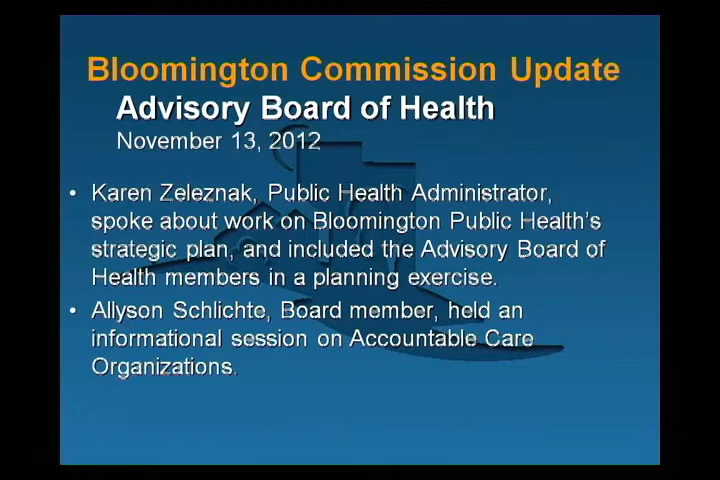 Bloomington Commission Update
Advisory Board of Health
November 13, 2012
• Karen Zeleznak, Public Health Administrator,
spoke about work on Bloomington Public Health's
strategic plan, and included the Advisory Board of
Health members in a planning exercise.
• Allyson Schlichte, Board member, held an
informational session on Accountable Care
Organizations.